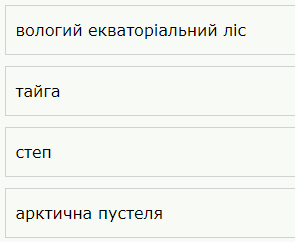 вологий екваторіальний ліс
тайга
степ
арктична пустеля